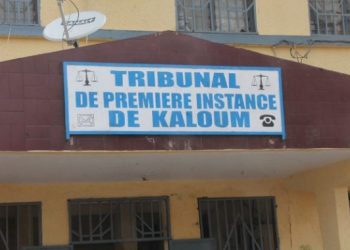 TRIBUNAL
DE PREMIERE INSTANCE
DE KALOUM